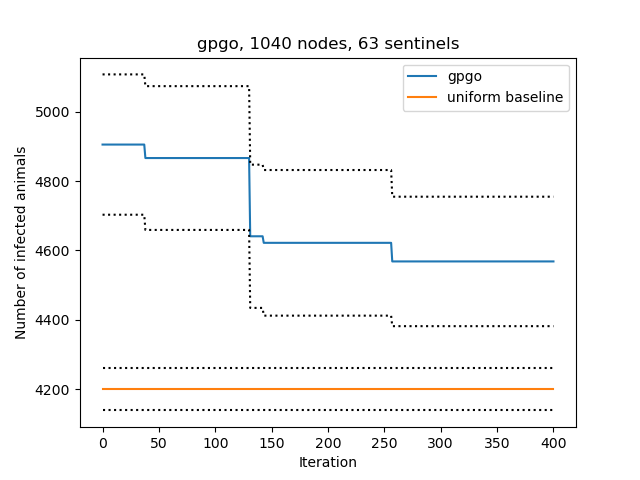 gpgo, 1040 nodes, 63 sentinels
gpgo
uniform baseline
Number of infected animals
5000
4800
4600
4400
4200
0 50 100 150 200 250 300 350 400
Iteration